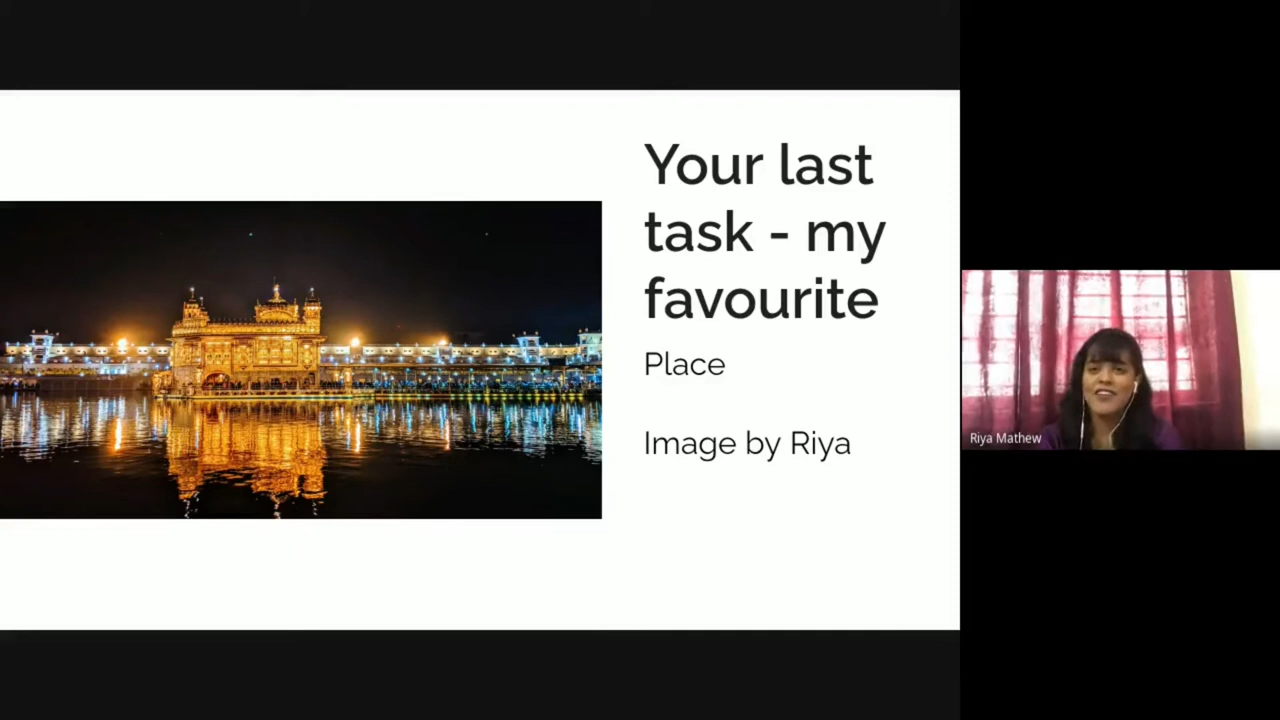 Your last
task - my
favourite
Place
Image by Riya
Riya Mathew